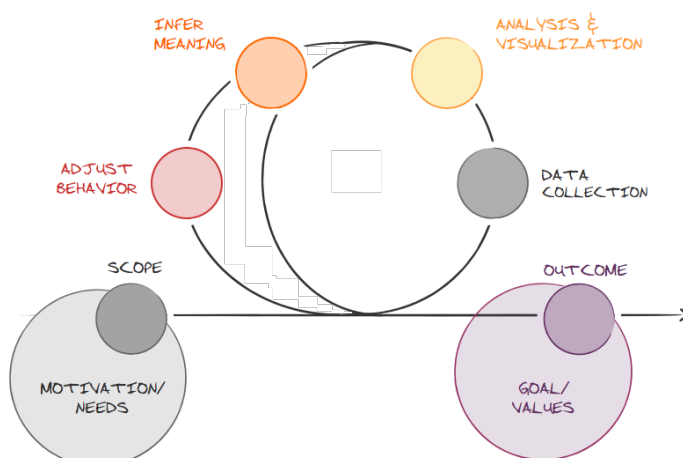 INFER
MEANING
ANALYSIS &
VISUALIZATION
ADJUST
BEHAVIOR
DATA
COLLECTION
SCOPE
OUTCOME
MOTIVATION/
NEEDS
GOAL/
VALUES